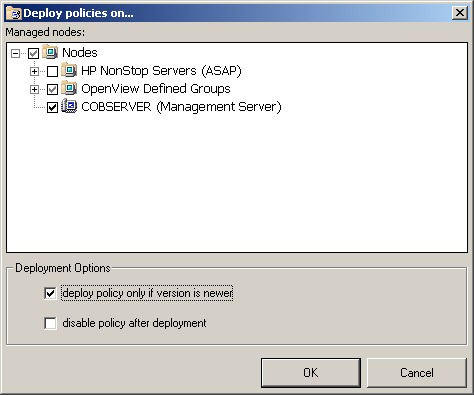 Deploy policies on...
Managed nodes:
Nodes
HP NonStop Servers (ASAP)
OpenView Defined Groups
COBSERVER (Management Server)
Deployment Options
deploy policy only if version is newer
disable policy after deployment
OK Cancel